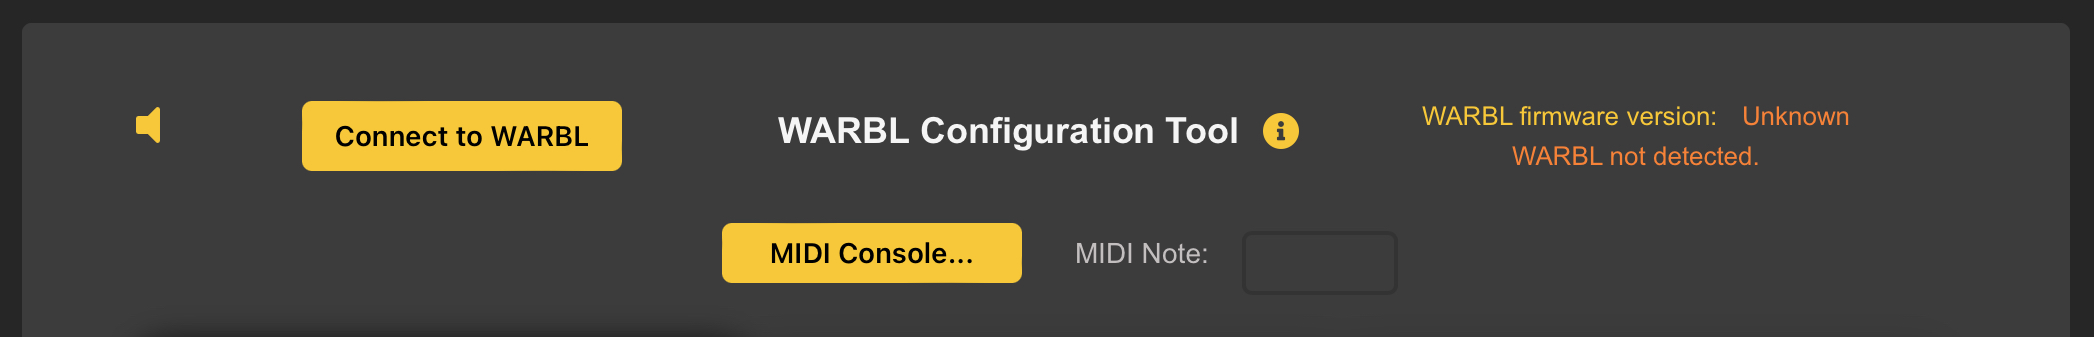 Connect to WARBL
WARBL Configuration Tool
WARBL firmware version: Unknown
WARBL not detected.
MIDI Console...
MIDI Note: